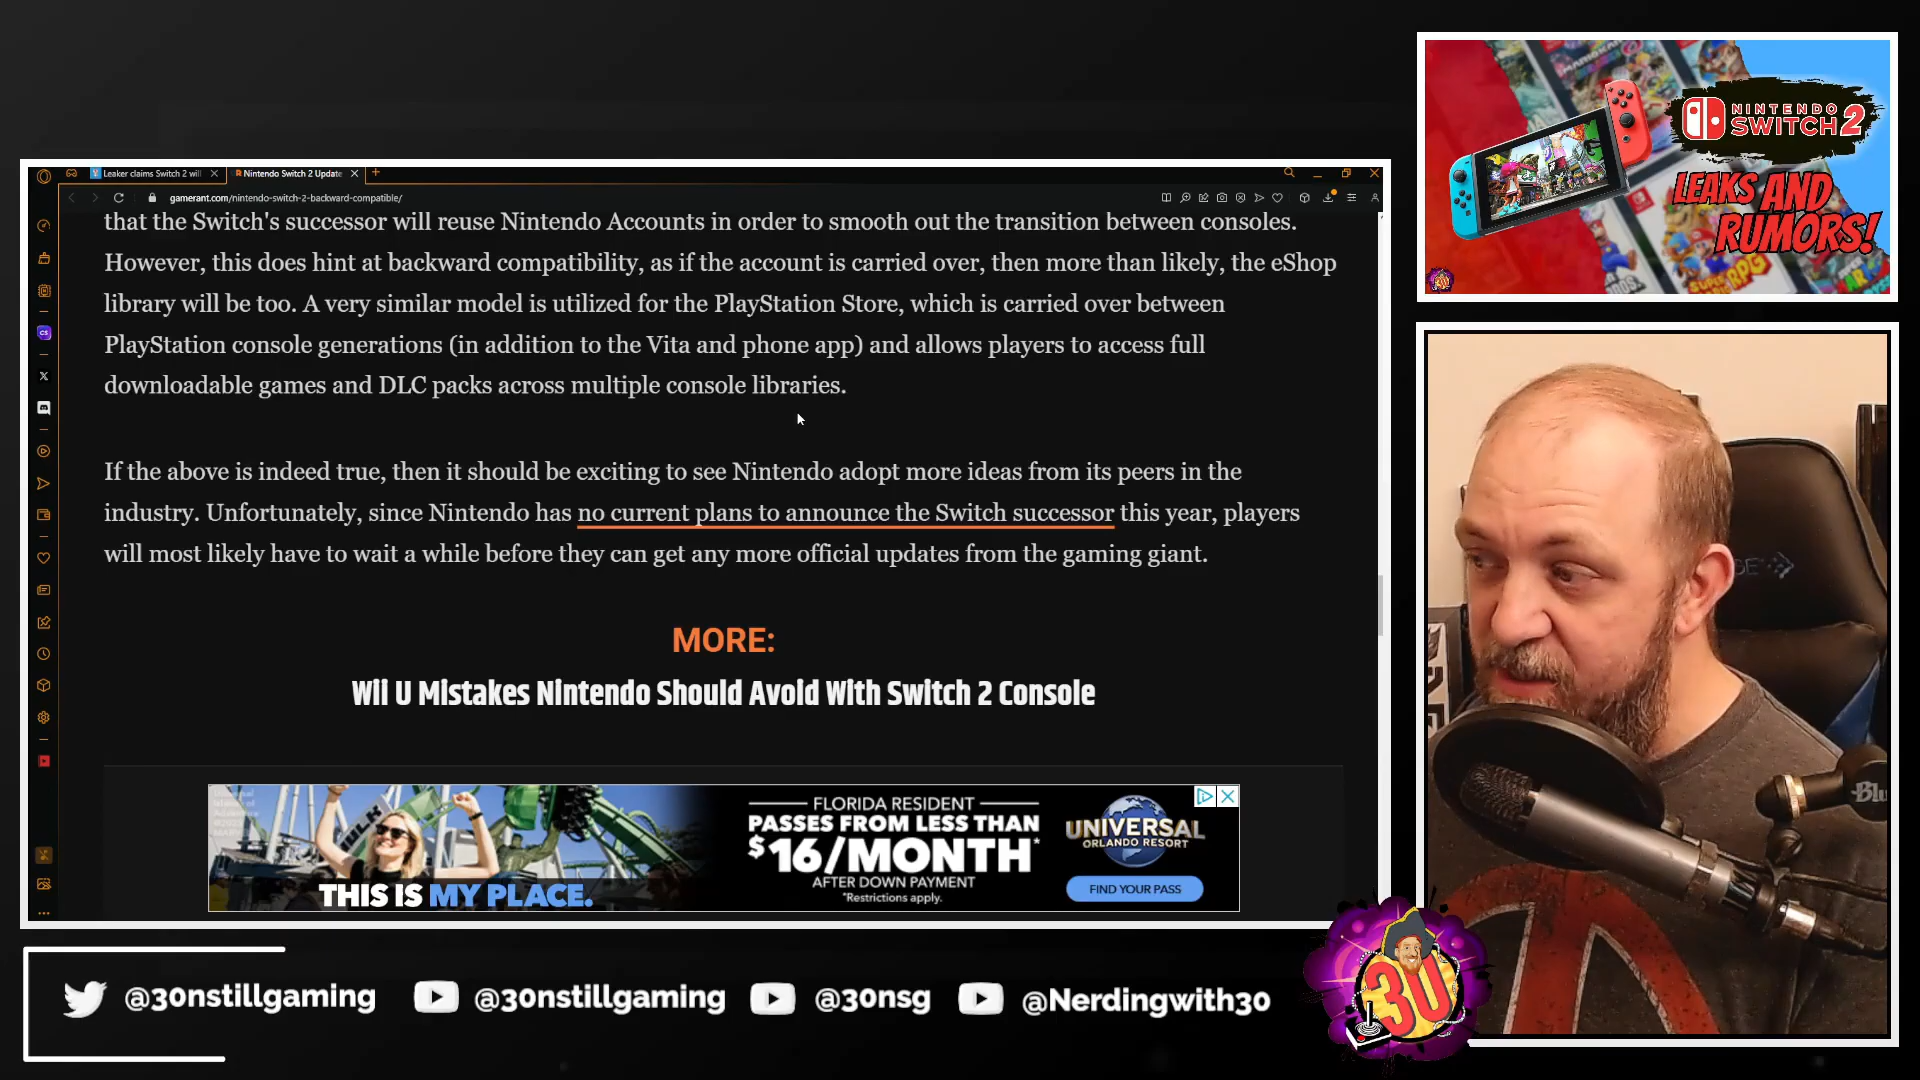 Leaker claims Switch 2 will
Nintendo Switch 2 Update
gamerant.com/nintendo-switch-2-backward-compatible/
that the Switch's successor will reuse Nintendo Accounts in order to smooth out the transition between consoles.
However, this does hint at backward compatibility, as if the account is carried over, then more than likely, the eShop
library will be too. A very similar model is utilized for the PlayStation Store, which is carried over between
PlayStation console generations (in addition to the Vita and phone app) and allows players to access full
downloadable games and DLC packs across multiple console libraries.
If the above is indeed true, then it should be exciting to see Nintendo adopt more ideas from its peers in the
industry. Unfortunately, since Nintendo has no current plans to announce the Switch successor this year, players
will most likely have to wait a while before they can get any more official updates from the gaming giant.
MORE:
Wii U Mistakes Nintendo Should Avoid With Switch 2 Console
THIS IS MY PLACE.
FLORIDA RESIDENT
PASSES FROM LESS THAN
$16/MONTH*
AFTER DOWN PAYMENT
*Restrictions apply.
UNIVERSAL
ORLANDO RESORT
FIND YOUR PASS
NINTENDO
SWITCH 2
LEAKS AND
RUMORS!
Blu
@30nstillgaming
@30nstillgaming
@30nsg
@Nerdingwith30
30